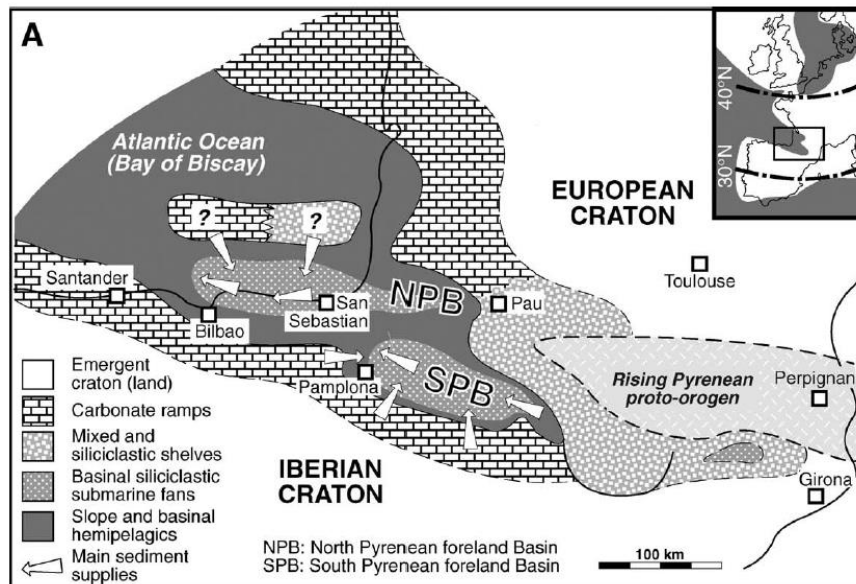 A
Atlantic Ocean
(Bay of Biscay)
40°N
30°N
EUROPEAN
CRATON
?
?
Santander
Toulouse
NPB
Pau
San
Sebastian
Bilbao
Pamplona
SPB
Rising Pyrenean
proto-orogen
Perpignan
IBERIAN
CRATON
Girona
Emergent
craton (land)
Carbonate ramps
Mixed and
siliciclastic shelves
Basinal siliciclastic
submarine fans
Slope and basinal
hemipelagics
Main sediment
supplies
NPB: North Pyrenean foreland Basin
SPB: South Pyrenean foreland Basin
100 km